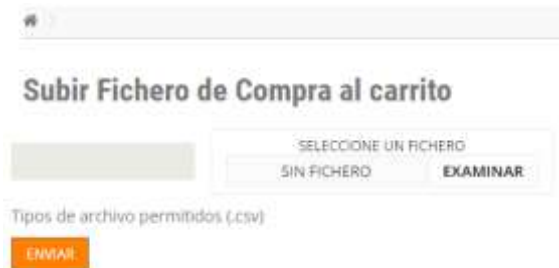 Subir Fichero de Compra al carrito
SELECCIONE UN FICHERO
SIN FICHERO EXAMINAR
Tipos de archivo permitidos (.csv)
ENVIAR